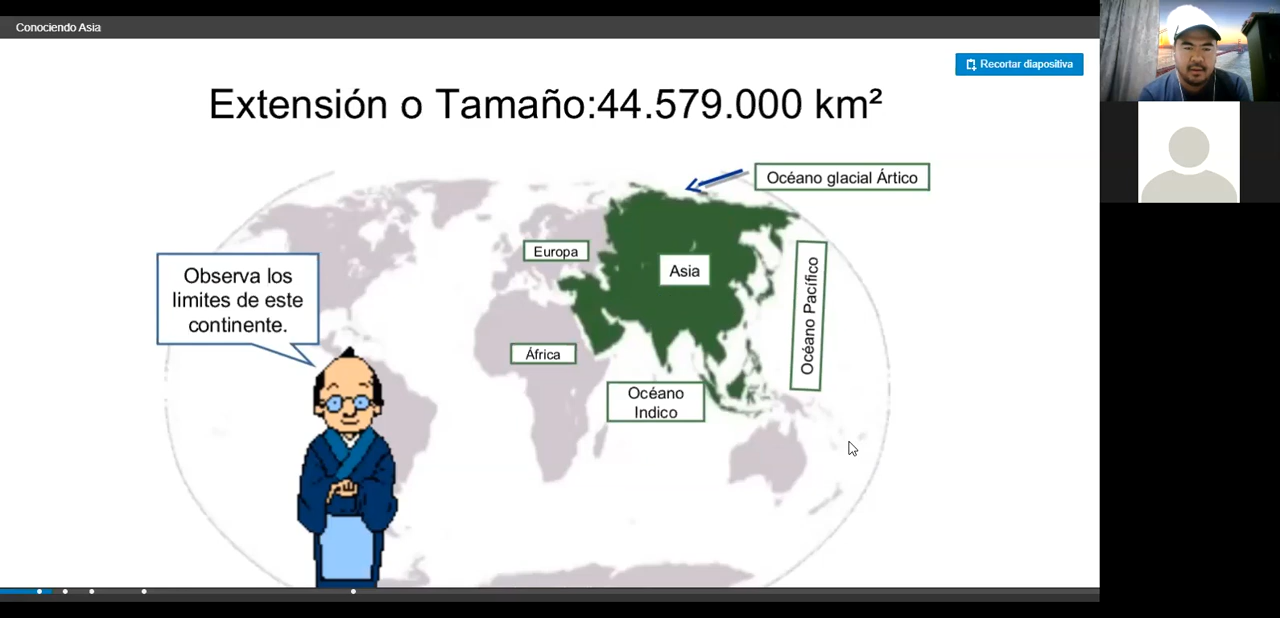 Conociendo Asia
Recortar diapositiva
Extensión o Tamaño:44.579.000 km²
Océano glacial Ártico
Europa
Asia
Océano Pacífico
Observa los
limites de este
continente.
África
Océano
Indico